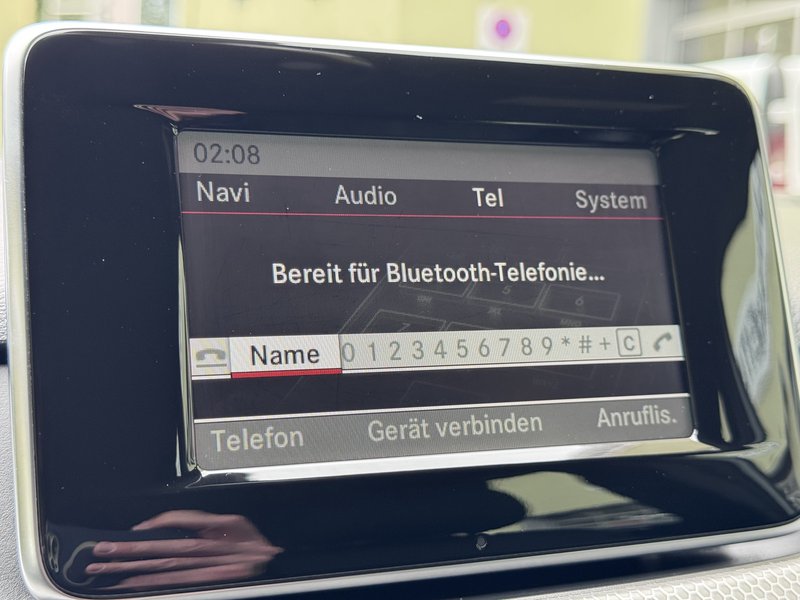 02:08
Navi Audio Tel System
Bereit für Bluetooth-Telefonie...
Name 0 1 2 3 4 5 6 7 8 9 * # + C
Telefon Gerät verbinden Anruflis.